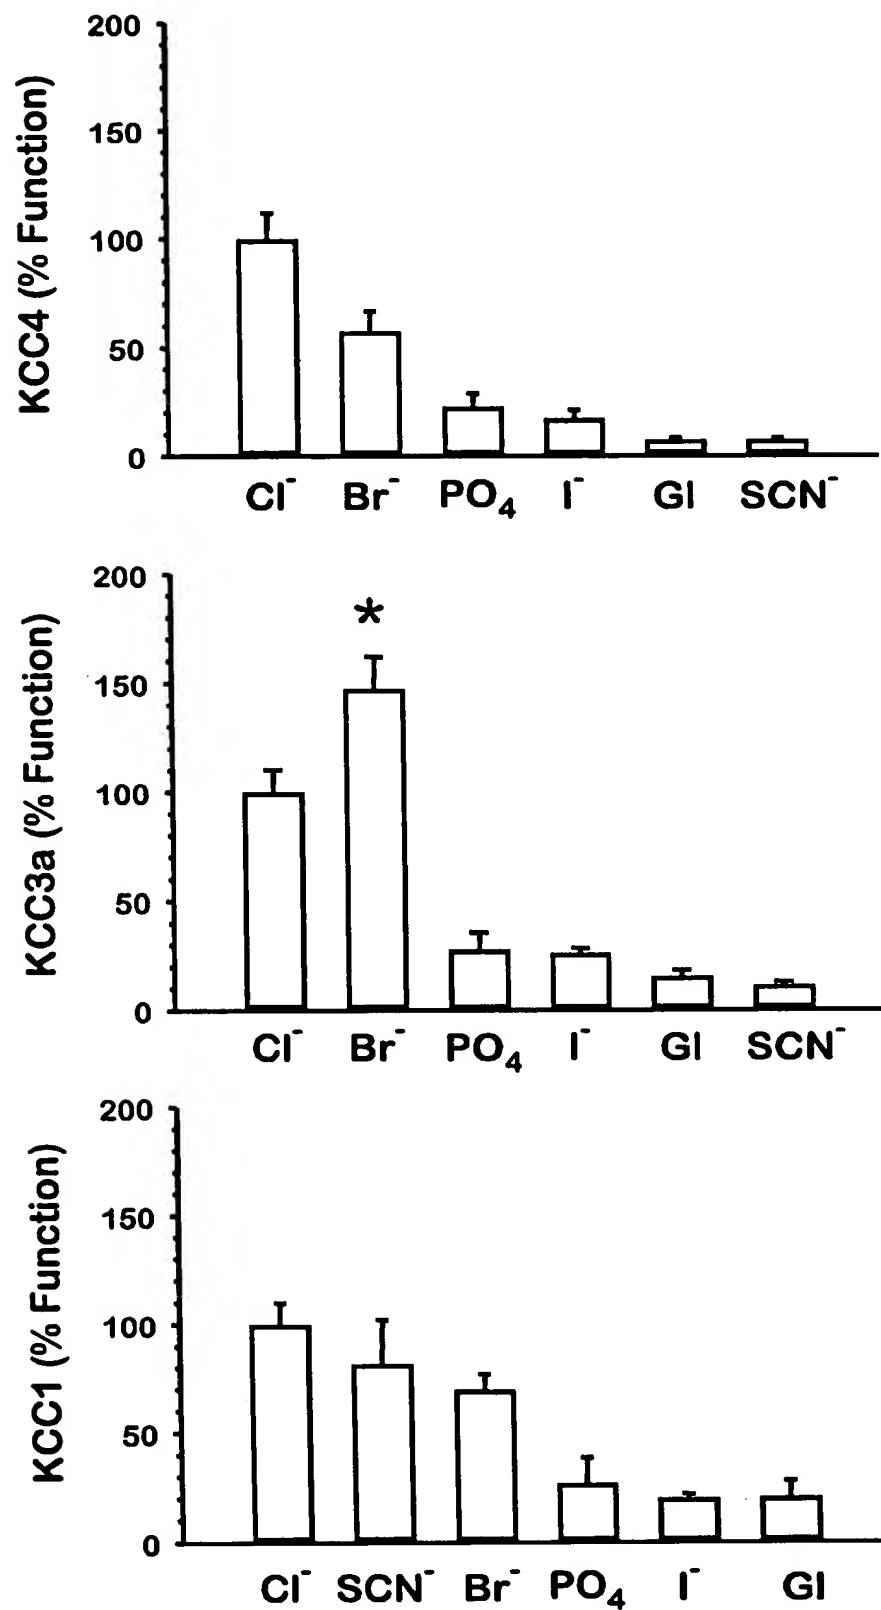 200
150
100
50
0
KCC4 (% Function)
Cl⁻ Br⁻ PO₄ I⁻ Gl SCN⁻
200
150
100
50
0
KCC3a (% Function)
*
Cl⁻ Br⁻ PO₄ I⁻ Gl SCN⁻
200
150
100
50
0
KCC1 (% Function)
Cl⁻ SCN⁻ Br⁻ PO₄ I⁻ Gl